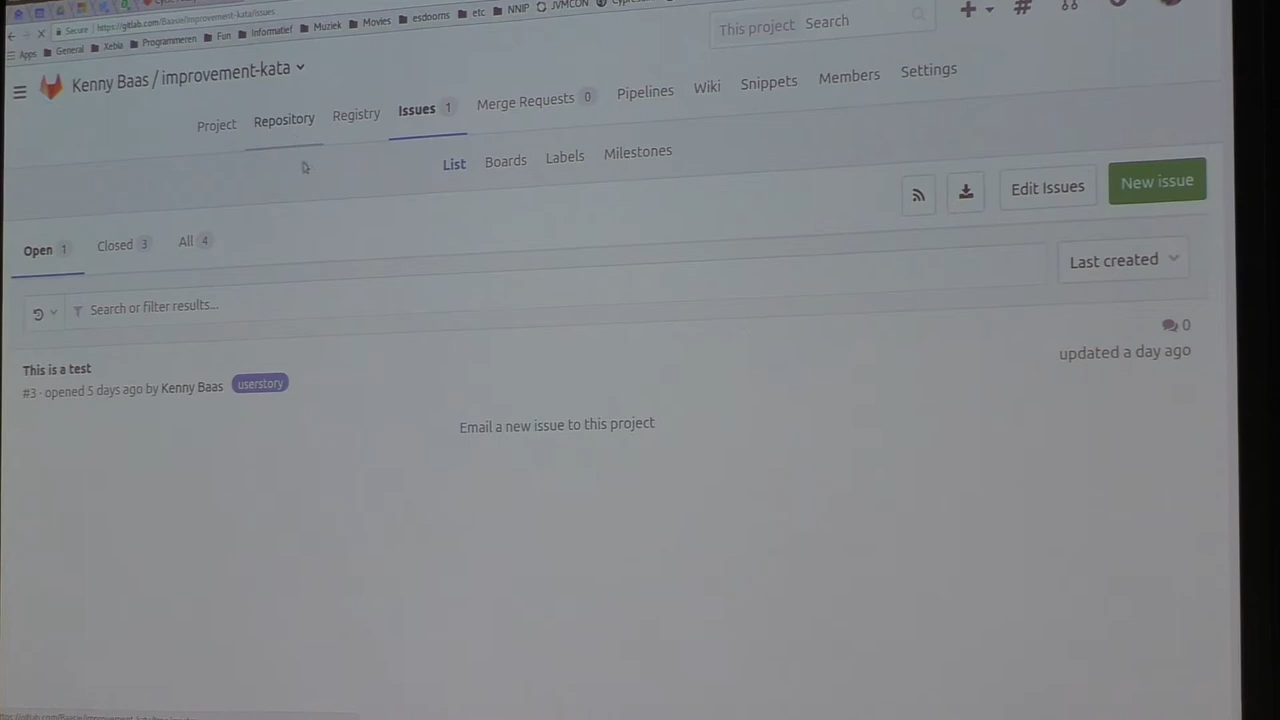 Secure https://gitlab.com/Baasie/improvement-kata/issues
Apps General Xebia Programmeren Fun Informatief Muziek Movies esdooms etc NNIP JVMCON
Kenny Baas / improvement-kata
This project Search
Project Repository Registry Issues 1 Merge Requests 0 Pipelines Wiki Snippets Members Settings
List Boards Labels Milestones
Edit Issues New issue
Open 1 Closed 3 All 4
Search or filter results... Last created
This is a test 0
#3 · opened 5 days ago by Kenny Baas userstory updated a day ago
Email a new issue to this project